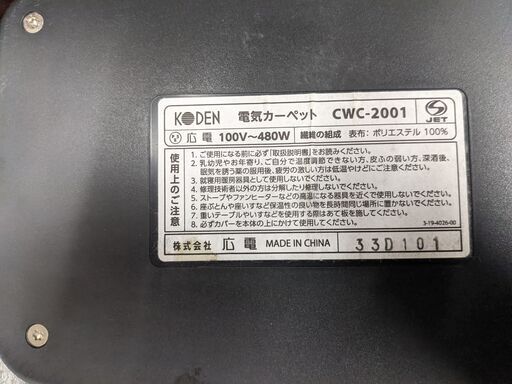 KODEN 電気カーペット CWC-2001
広電 100V～480W 繊維の組成 表布：ポリエステル 100%
JET
使用上のご注意
1. ご使用になる前に必ず「取扱説明書」をお読みください。
2. 乳幼児やお年寄り、ご自分で温度調節できない方、皮ふの弱い方、深酒後、
眠気を誘う薬の服用後、疲労の激しい方は低温やけどにご注意ください。
3. 就寝用暖房器具として使用しないでください。
4. 修理技術者以外の方は分解したり修理しないでください。
5. ストーブやファンヒーターなどの高温になる器具を近くで使用しないでください。
6. 座ぶとんや座いすなど保温性の良い物を長時間同じ場所に置かないでください。
7. 重いテーブルやいすなどを使用する際はあて板を施してください。
8. 必ずカバーを本体の上にかけて使用してください。
3-19-4026-00
株式会社 広電 MADE IN CHINA 33D101